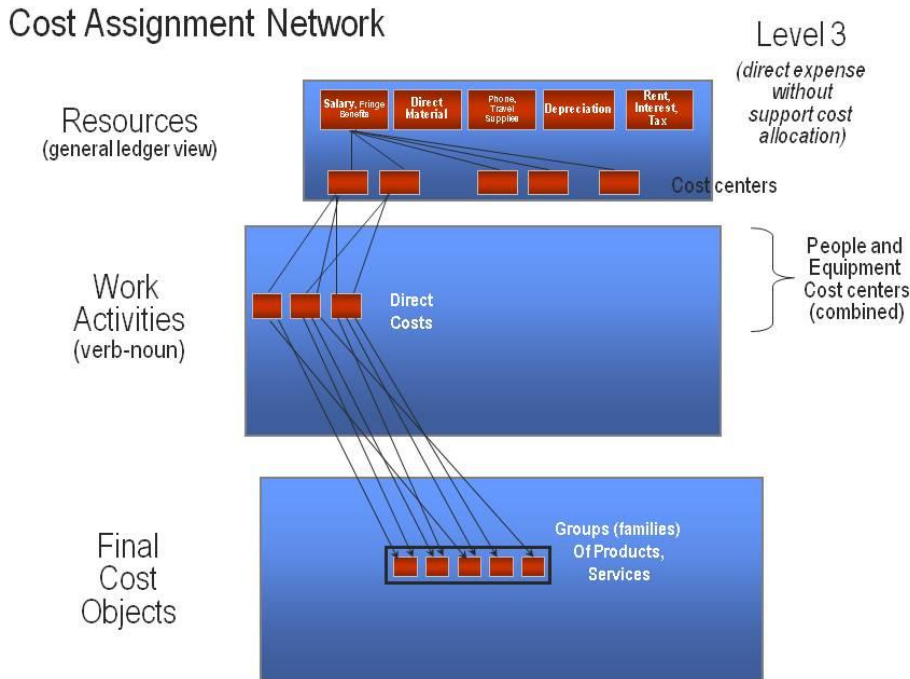 Cost Assignment Network
Level 3
(direct expense
without
support cost
allocation)
Resources
(general ledger view)
Salary, Fringe
Benefits
Direct
Material
Phone,
Travel
Supplies
Depreciation
Rent,
Interest,
Tax
Cost centers
Work
Activities
(verb-noun)
Direct
Costs
People and
Equipment
Cost centers
(combined)
Final
Cost
Objects
Groups (families)
Of Products,
Services